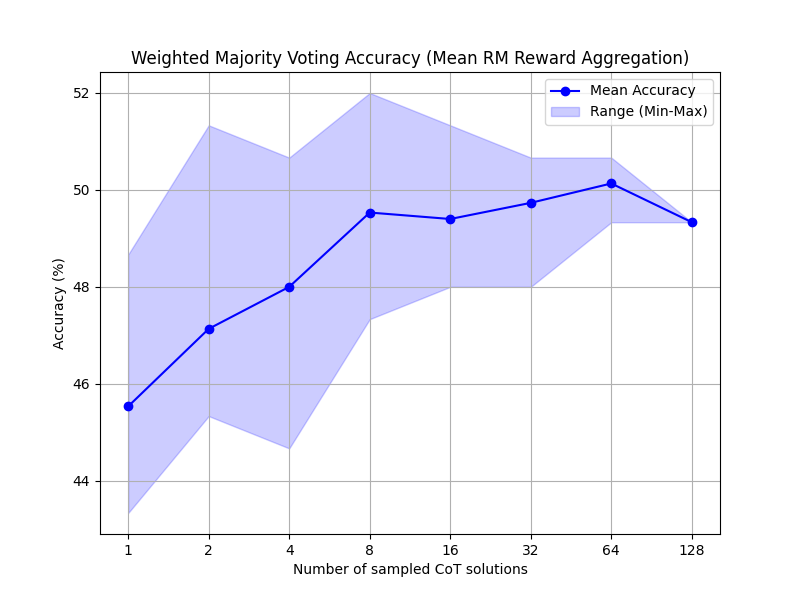 Weighted Majority Voting Accuracy (Mean RM Reward Aggregation)
Mean Accuracy
Range (Min-Max)
52
50
48
46
44
Accuracy (%)
1 2 4 8 16 32 64 128
Number of sampled CoT solutions